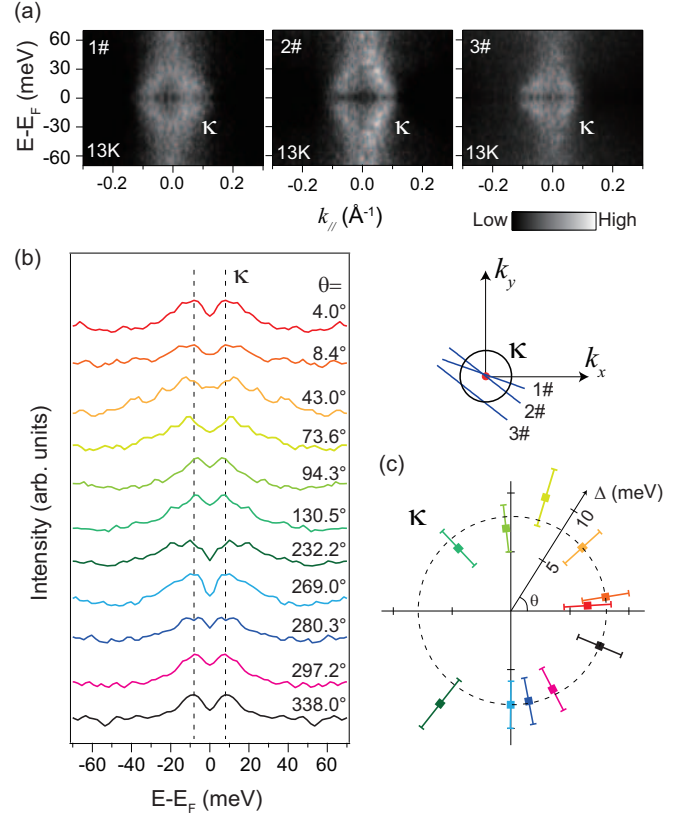 (a)
1#
2#
3#
E-E_F (meV)
60
30
0
-30
-60
κ
κ
κ
13K
13K
13K
-0.2
0.0
0.2
-0.2
0.0
0.2
-0.2
0.0
0.2
k_// (Å⁻¹)
Low
High
(b)
κ
θ=
4.0°
8.4°
43.0°
73.6°
94.3°
130.5°
232.2°
269.0°
280.3°
297.2°
338.0°
Intensity (arb. units)
-60
-40
-20
0
20
40
60
E-E_F (meV)
k_y
κ
k_x
1#
2#
3#
(c)
κ
Δ (meV)
10
5
θ